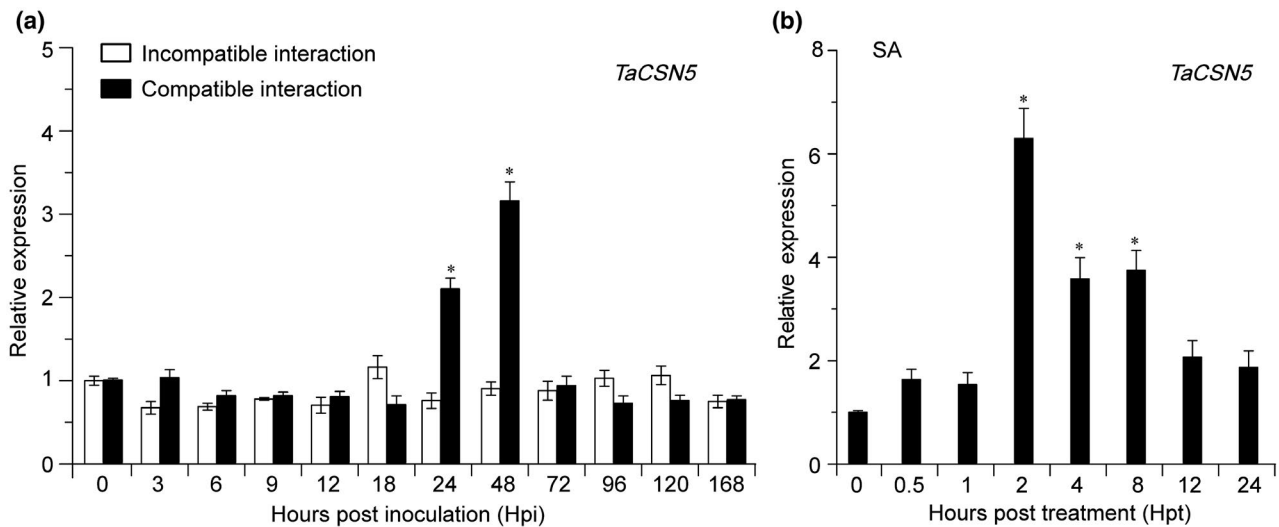 (a)
Incompatible interaction
Compatible interaction
TaCSN5
5
4
3
2
1
0
Relative expression
*
*
0 3 6 9 12 18 24 48 72 96 120 168
Hours post inoculation (Hpi)
(b)
SA
TaCSN5
8
6
4
2
0
Relative expression
*
*
*
0 0.5 1 2 4 8 12 24
Hours post treatment (Hpt)